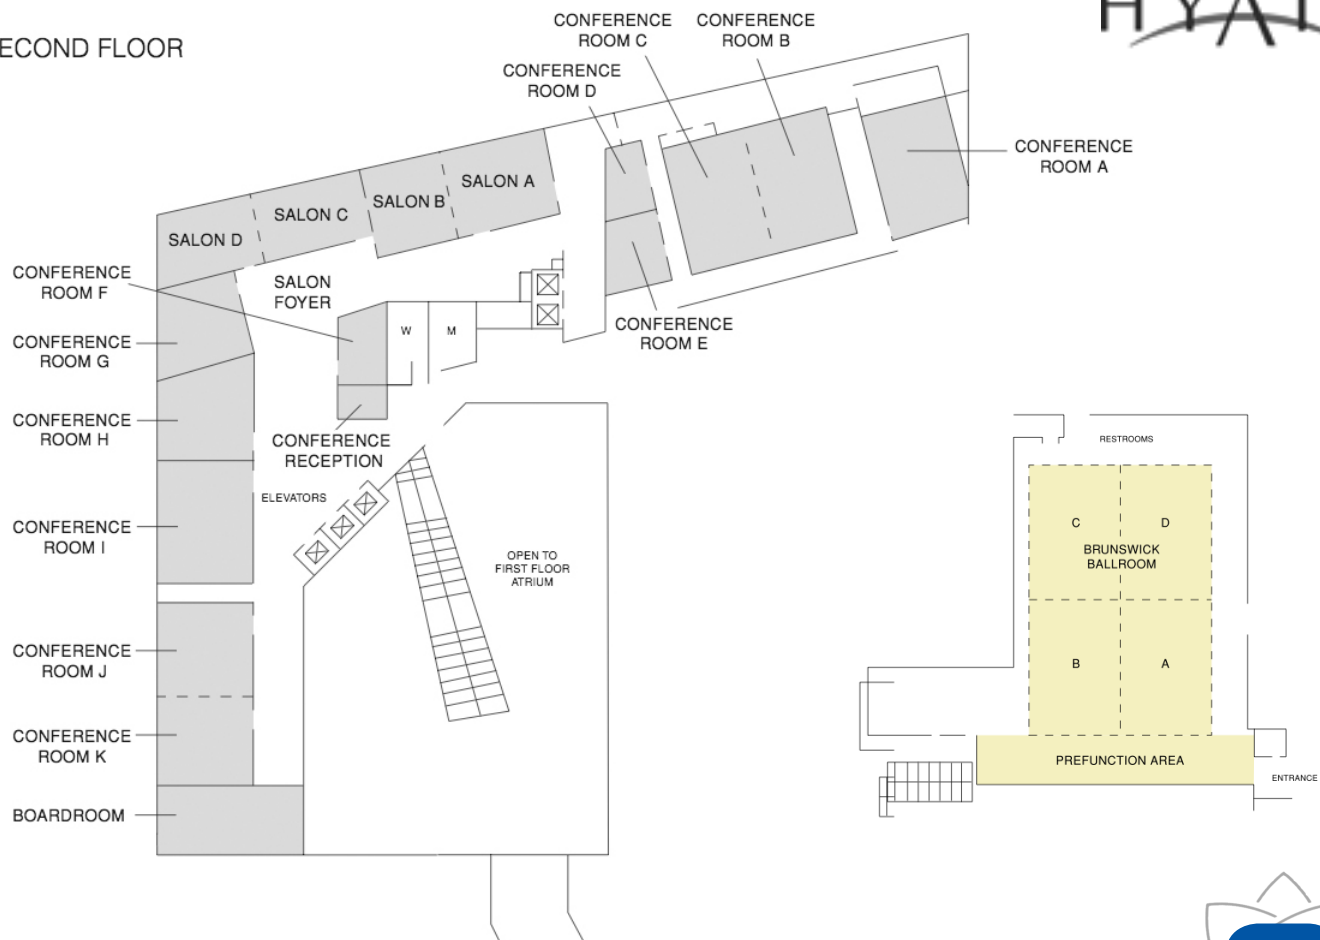 ECOND FLOOR
HYAT
CONFERENCE
ROOM C
CONFERENCE
ROOM B
CONFERENCE
ROOM D
CONFERENCE
ROOM A
SALON A
SALON B
SALON C
SALON D
CONFERENCE
ROOM F
SALON
FOYER
CONFERENCE
ROOM G
W
M
CONFERENCE
ROOM E
CONFERENCE
ROOM H
CONFERENCE
RECEPTION
ELEVATORS
CONFERENCE
ROOM I
OPEN TO
FIRST FLOOR
ATRIUM
CONFERENCE
ROOM J
CONFERENCE
ROOM K
BOARDROOM
RESTROOMS
C
D
BRUNSWICK
BALLROOM
B
A
PREFUNCTION AREA
ENTRANCE